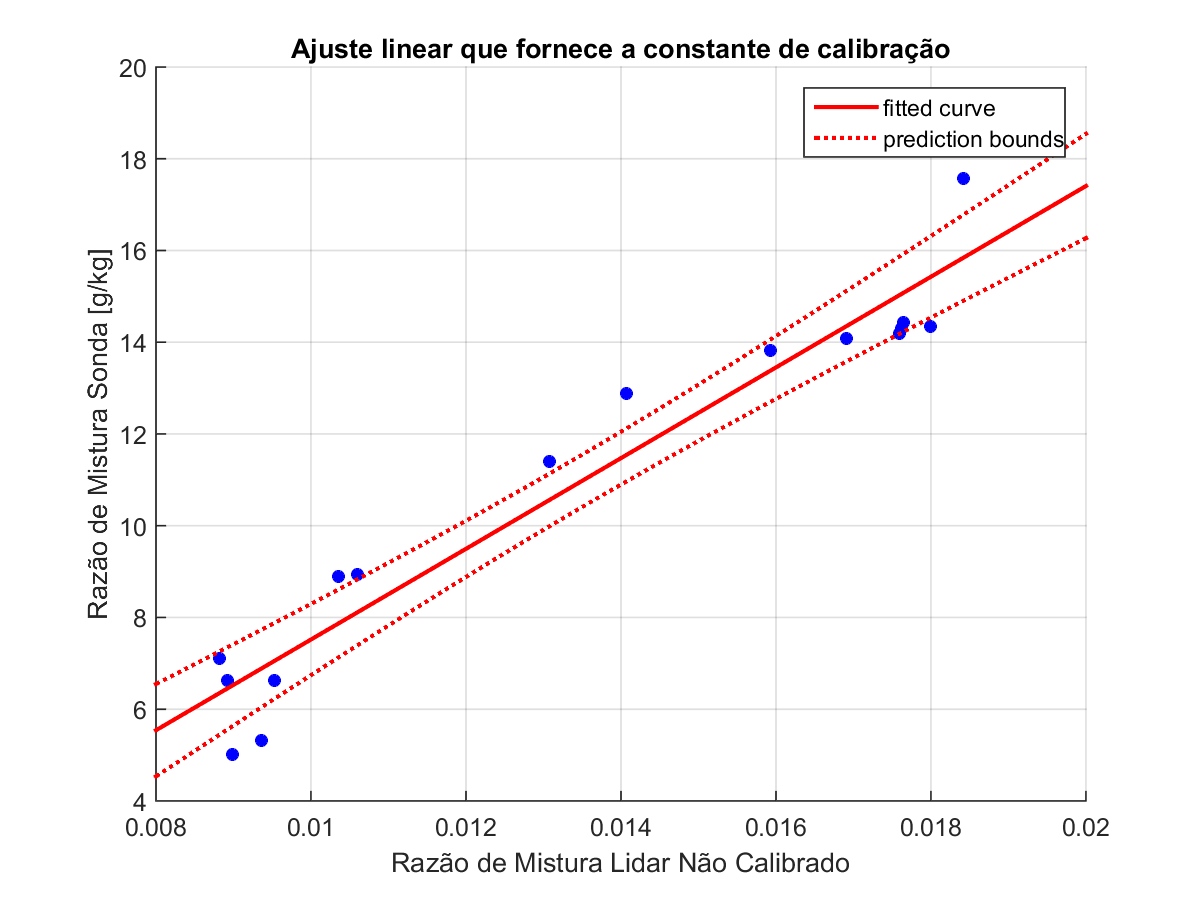 Ajuste linear que fornece a constante de calibração
fitted curve
prediction bounds
20
18
16
14
12
10
8
6
4
Razão de Mistura Sonda [g/kg]
0.008 0.01 0.012 0.014 0.016 0.018 0.02
Razão de Mistura Lidar Não Calibrado